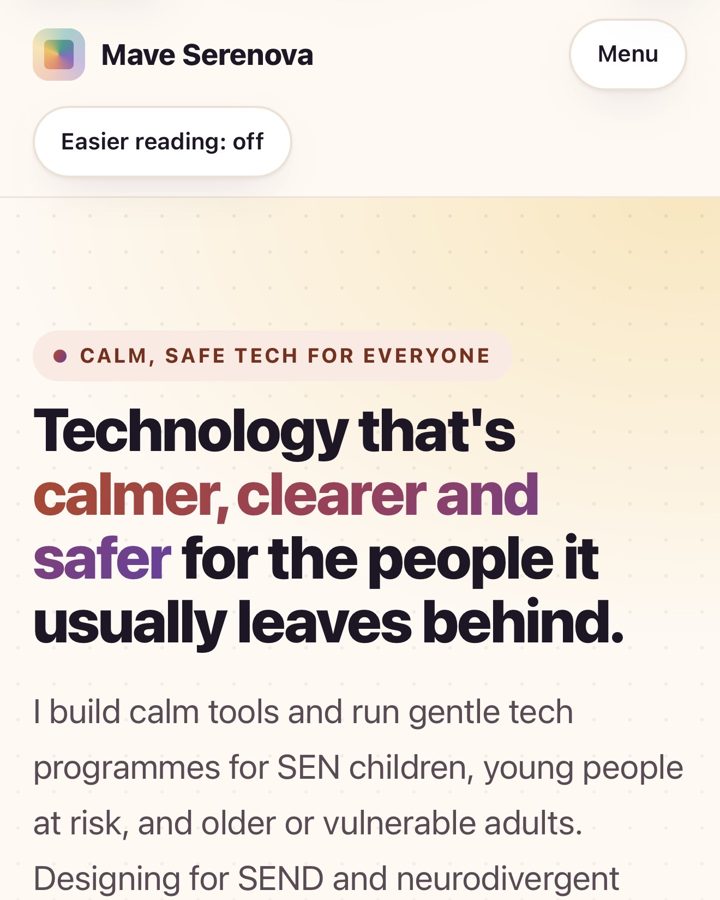 Mave Serenova
Menu
Easier reading: off
CALM, SAFE TECH FOR EVERYONE
Technology that's
calmer, clearer and
safer for the people it
usually leaves behind.
I build calm tools and run gentle tech
programmes for SEN children, young people
at risk, and older or vulnerable adults.
Designing for SEND and neurodivergent